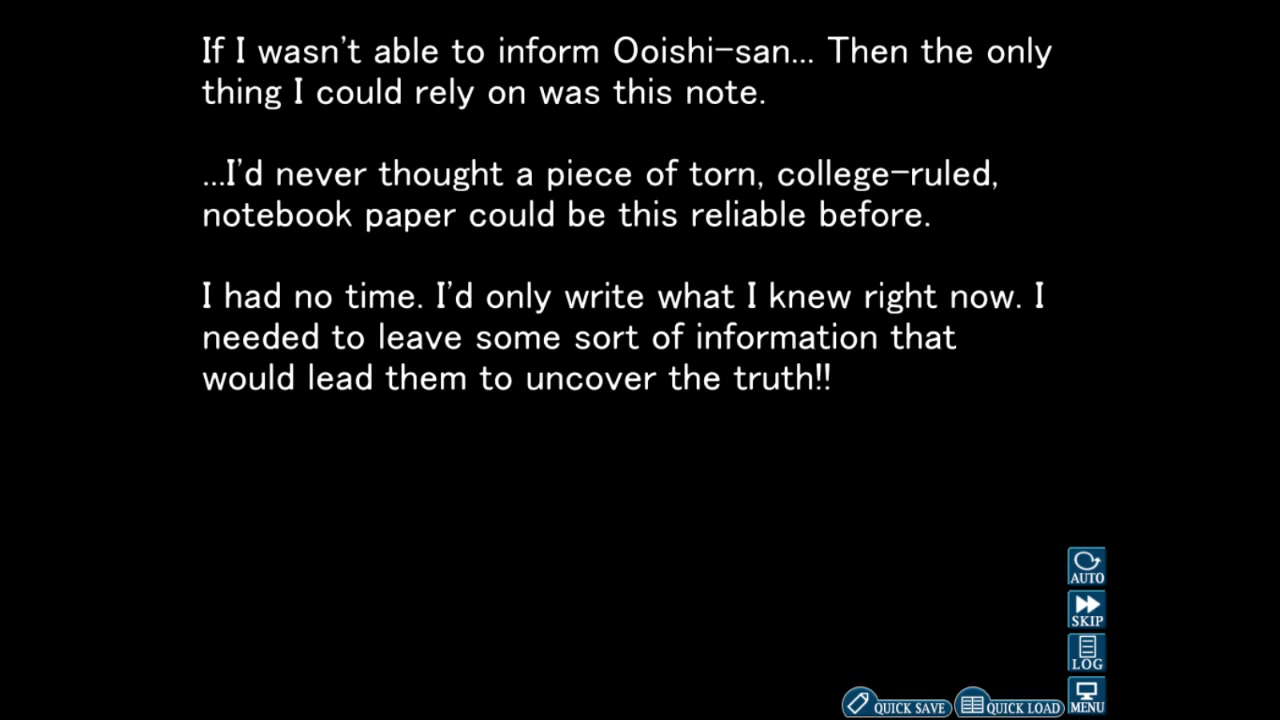 If I wasn't able to inform Ooishi-san... Then the only
thing I could rely on was this note.
...I'd never thought a piece of torn, college-ruled,
notebook paper could be this reliable before.
I had no time. I'd only write what I knew right now. I
needed to leave some sort of information that
would lead them to uncover the truth!!
AUTO
SKIP
LOG
MENU
QUICK SAVE
QUICK LOAD